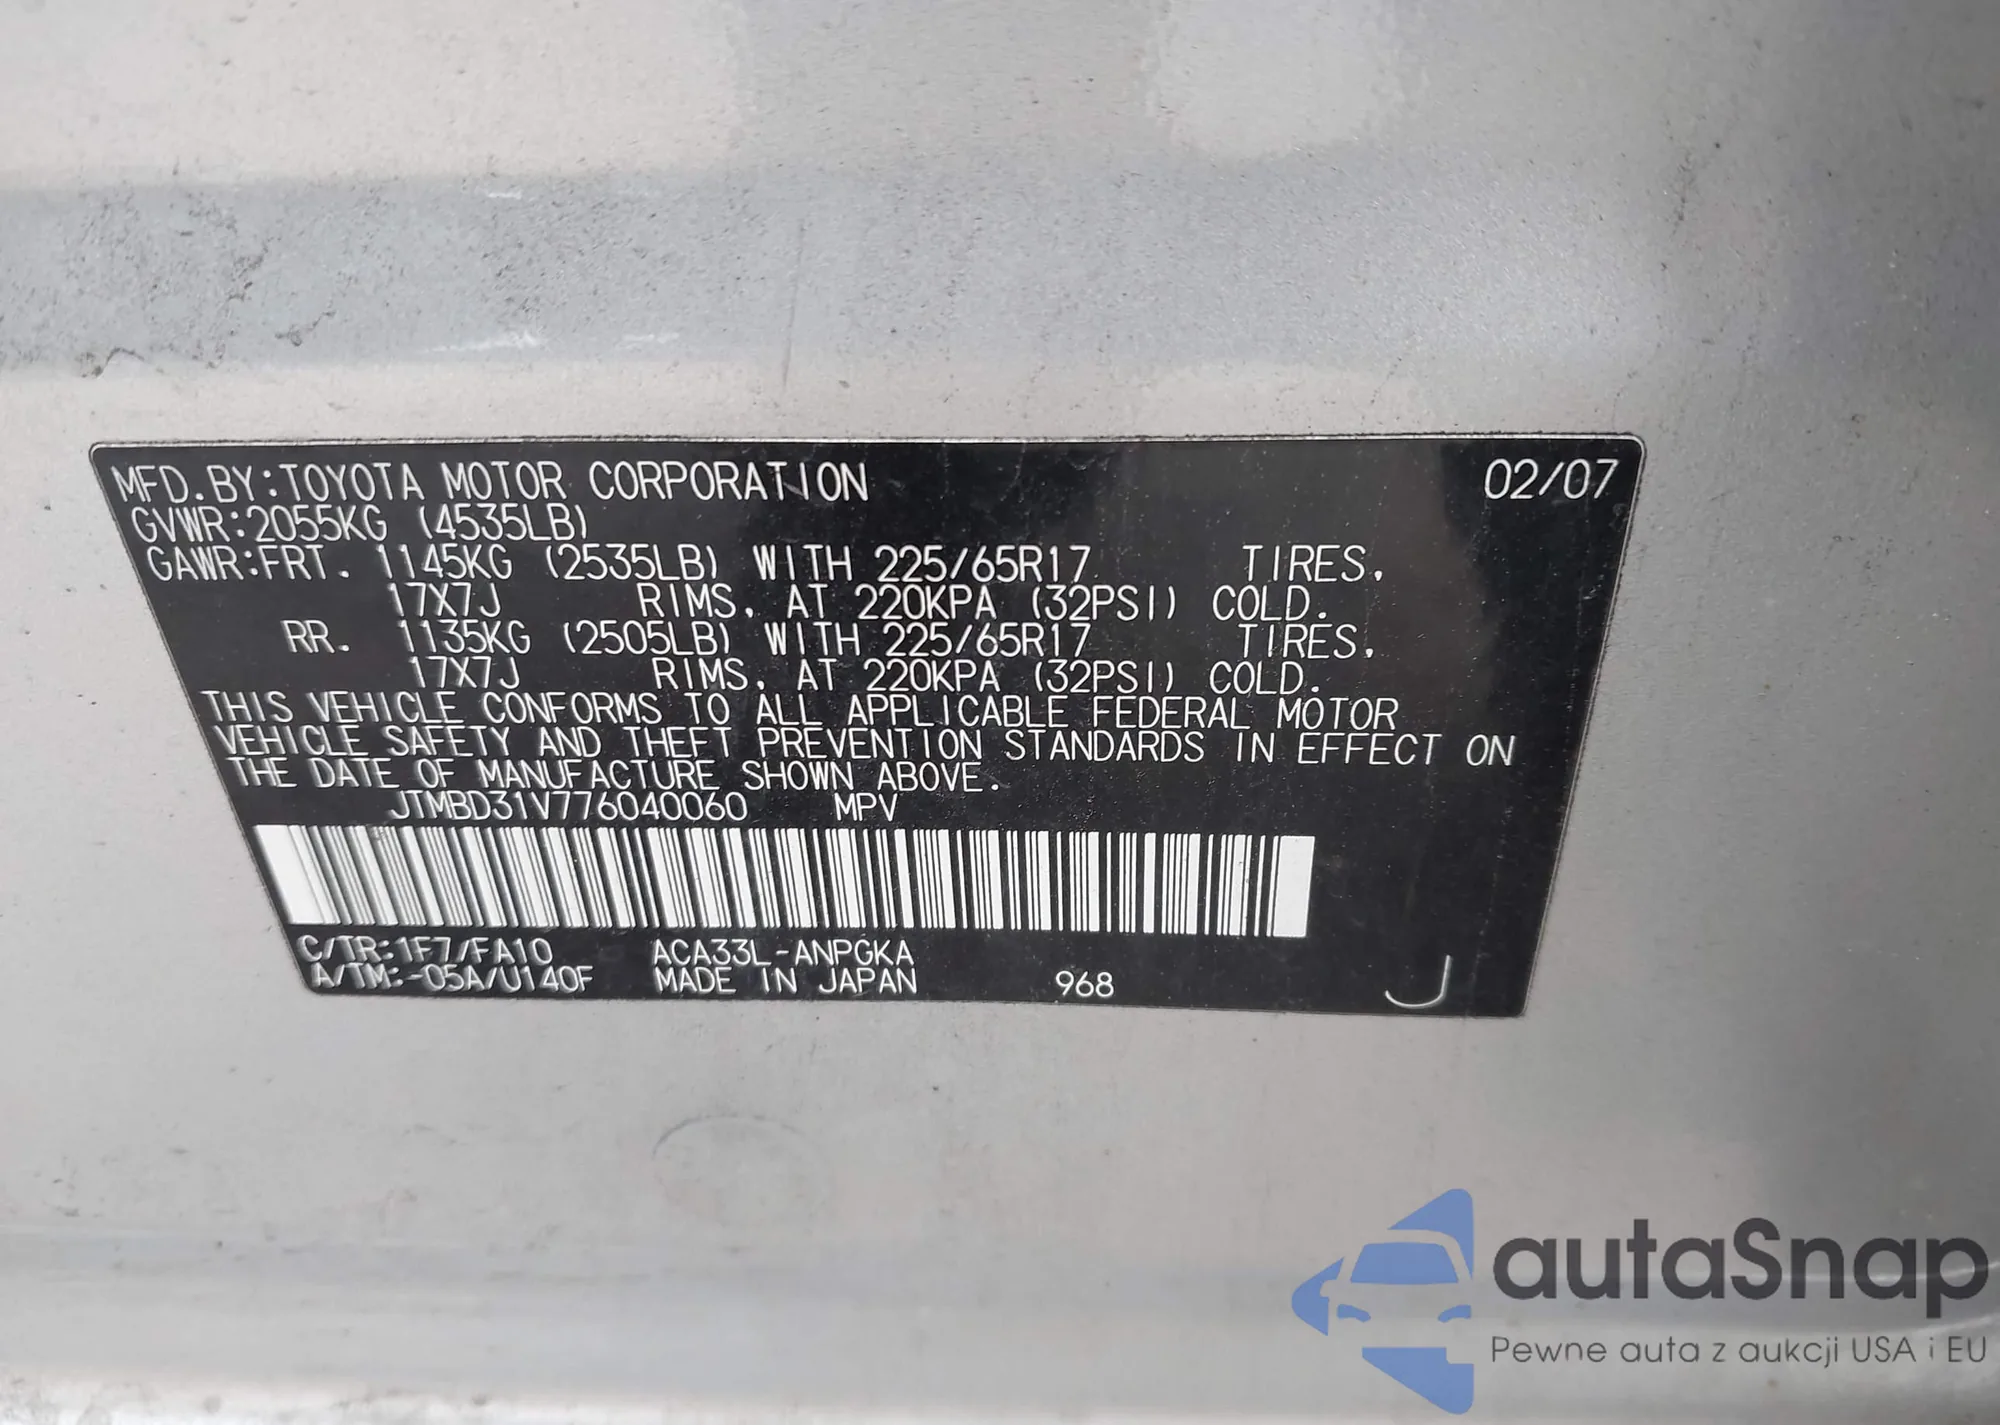 MFD.BY:TOYOTA MOTOR CORPORATION 02/07
GVWR:2055KG (4535LB)
GAWR:FRT. 1145KG (2535LB) WITH 225/65R17 TIRES,
17X7J RIMS, AT 220KPA (32PSI) COLD.
RR. 1135KG (2505LB) WITH 225/65R17 TIRES,
17X7J RIMS, AT 220KPA (32PSI) COLD.
THIS VEHICLE CONFORMS TO ALL APPLICABLE FEDERAL MOTOR
VEHICLE SAFETY AND THEFT PREVENTION STANDARDS IN EFFECT ON
THE DATE OF MANUFACTURE SHOWN ABOVE.
JTMBD31V776040060 MPV
C/TR:1F7/FA10 ACA33L-ANPGKA
A/TM:-05A/U140F MADE IN JAPAN 968 J
autaSnap
Pewne auta z aukcji USA i EU